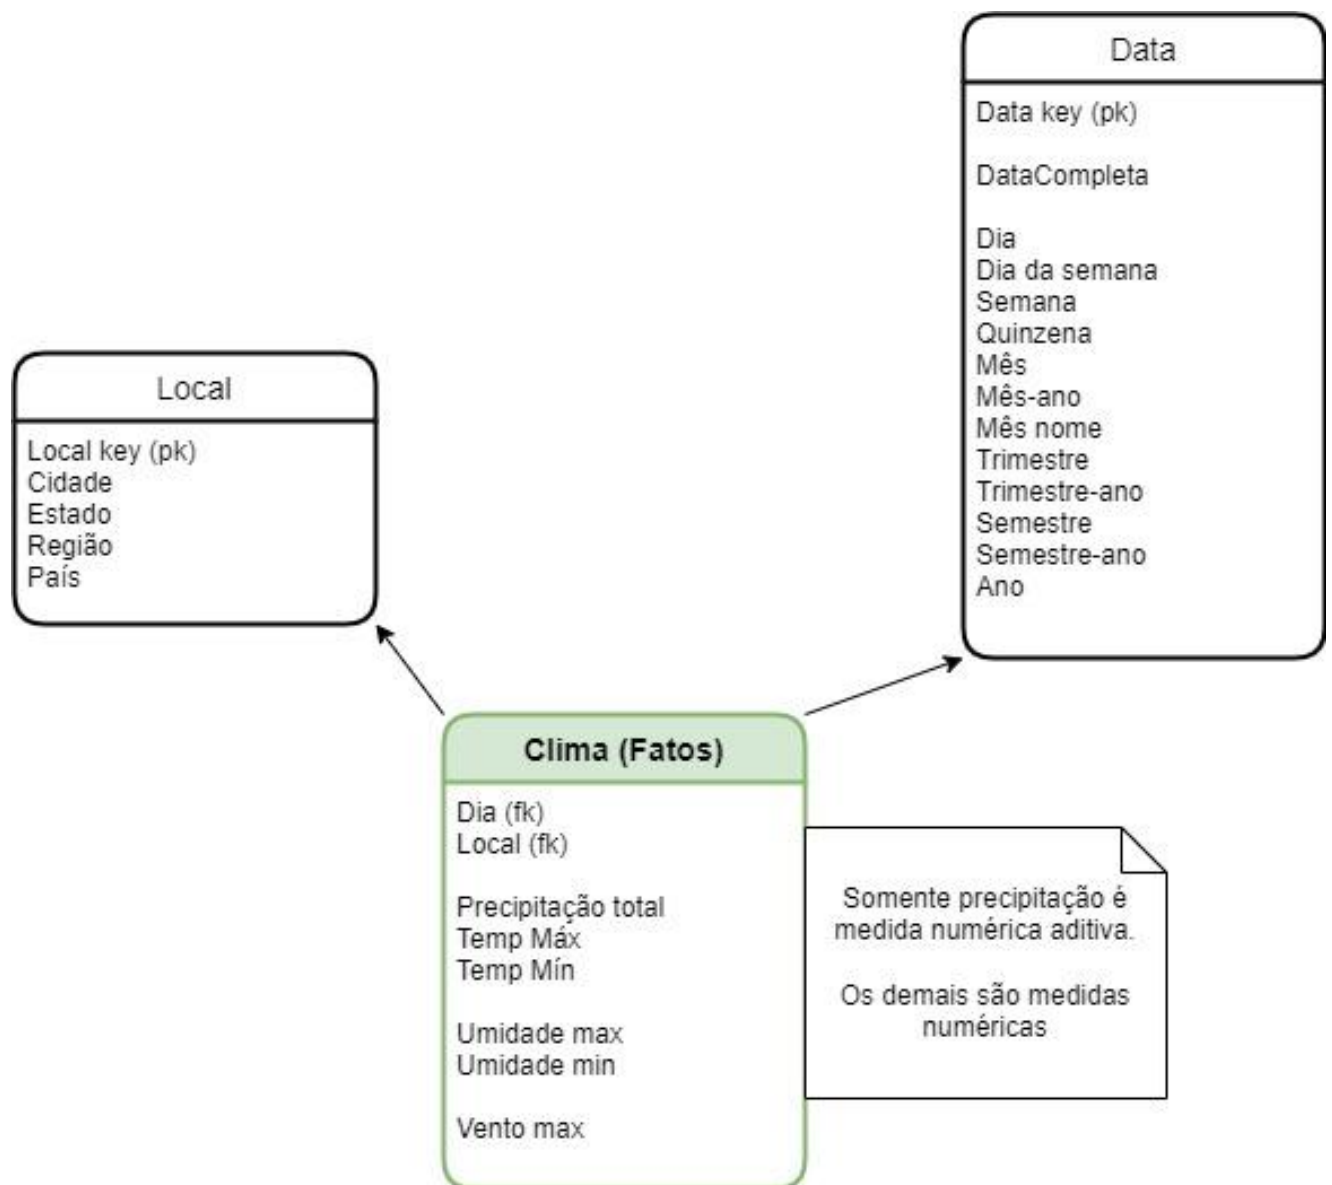 Data
Data key (pk)
DataCompleta
Dia
Dia da semana
Semana
Quinzena
Mês
Mês-ano
Mês nome
Trimestre
Trimestre-ano
Semestre
Semestre-ano
Ano
Local
Local key (pk)
Cidade
Estado
Região
País
Clima (Fatos)
Dia (fk)
Local (fk)
Precipitação total
Temp Máx
Temp Mín
Umidade max
Umidade min
Vento max
Somente precipitação é
medida numérica aditiva.
Os demais são medidas
numéricas